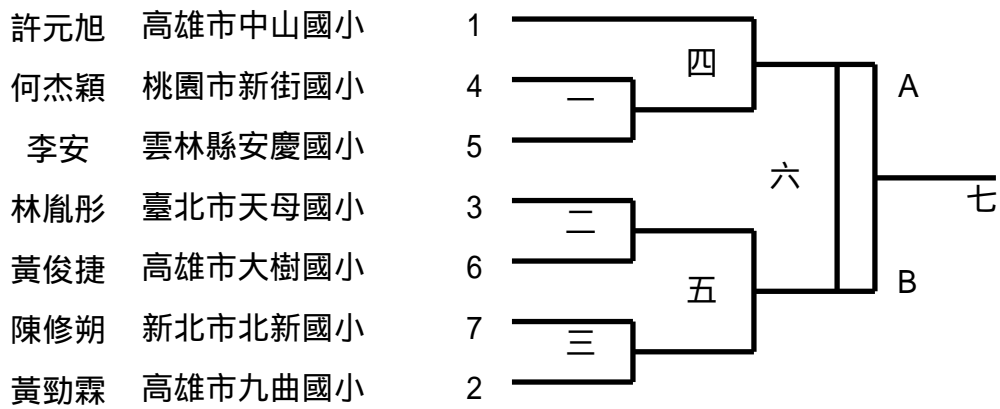 許元旭 高雄市中山國小 1
四
何杰穎 桃園市新街國小 4
A
一
李安 雲林縣安慶國小 5
六
林胤彤 臺北市天母國小 3
七
二
黃俊捷 高雄市大樹國小 6
B
五
陳修朔 新北市北新國小 7
三
黃勁霖 高雄市九曲國小 2